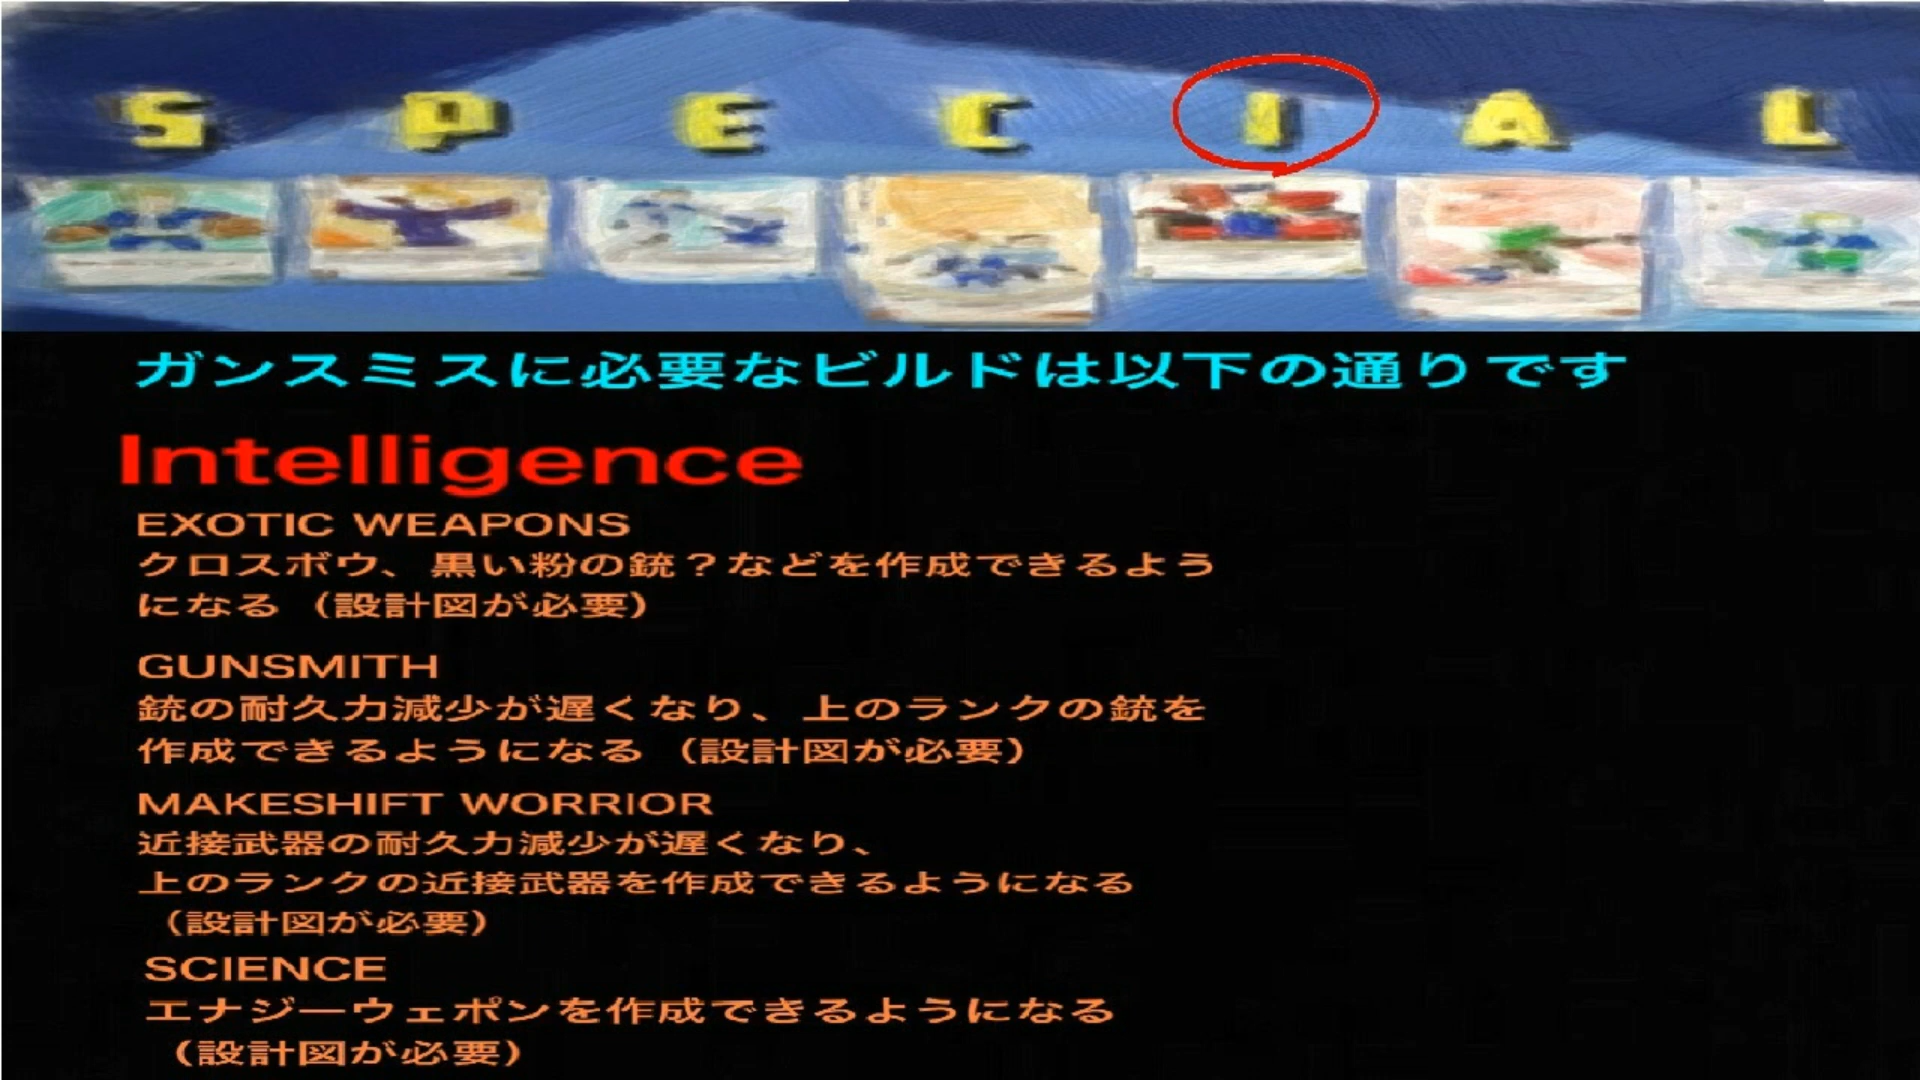 S P E C I A L
ガンスミスに必要なビルドは以下の通りです
Intelligence
EXOTIC WEAPONS
クロスボウ、黒い粉の銃？などを作成できるよう
になる（設計図が必要）
GUNSMITH
銃の耐久力減少が遅くなり、上のランクの銃を
作成できるようになる（設計図が必要）
MAKESHIFT WORRIOR
近接武器の耐久力減少が遅くなり、
上のランクの近接武器を作成できるようになる
（設計図が必要）
SCIENCE
エナジーウェポンを作成できるようになる
（設計図が必要）